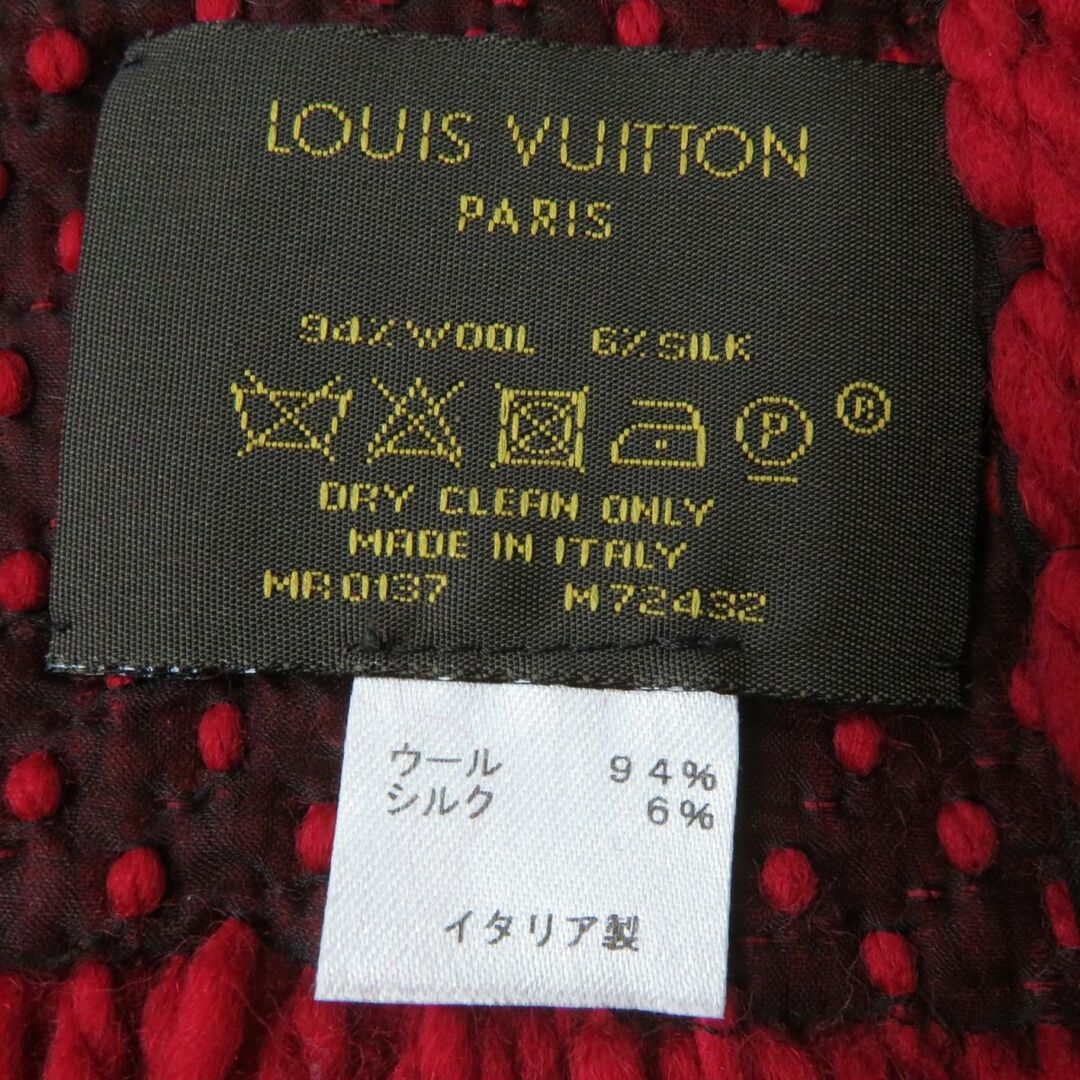 LOUIS VUITTON
PARIS
94% WOOL 6% SILK
P ®
DRY CLEAN ONLY
MADE IN ITALY
MR0137 M72432
ウール 94%
シルク 6%
イタリア製